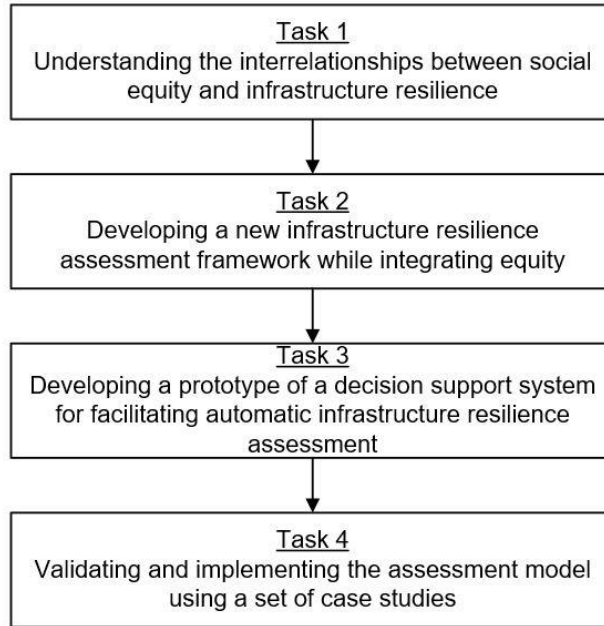 Task 1
Understanding the interrelationships between social
equity and infrastructure resilience
Task 2
Developing a new infrastructure resilience
assessment framework while integrating equity
Task 3
Developing a prototype of a decision support system
for facilitating automatic infrastructure resilience
assessment
Task 4
Validating and implementing the assessment model
using a set of case studies